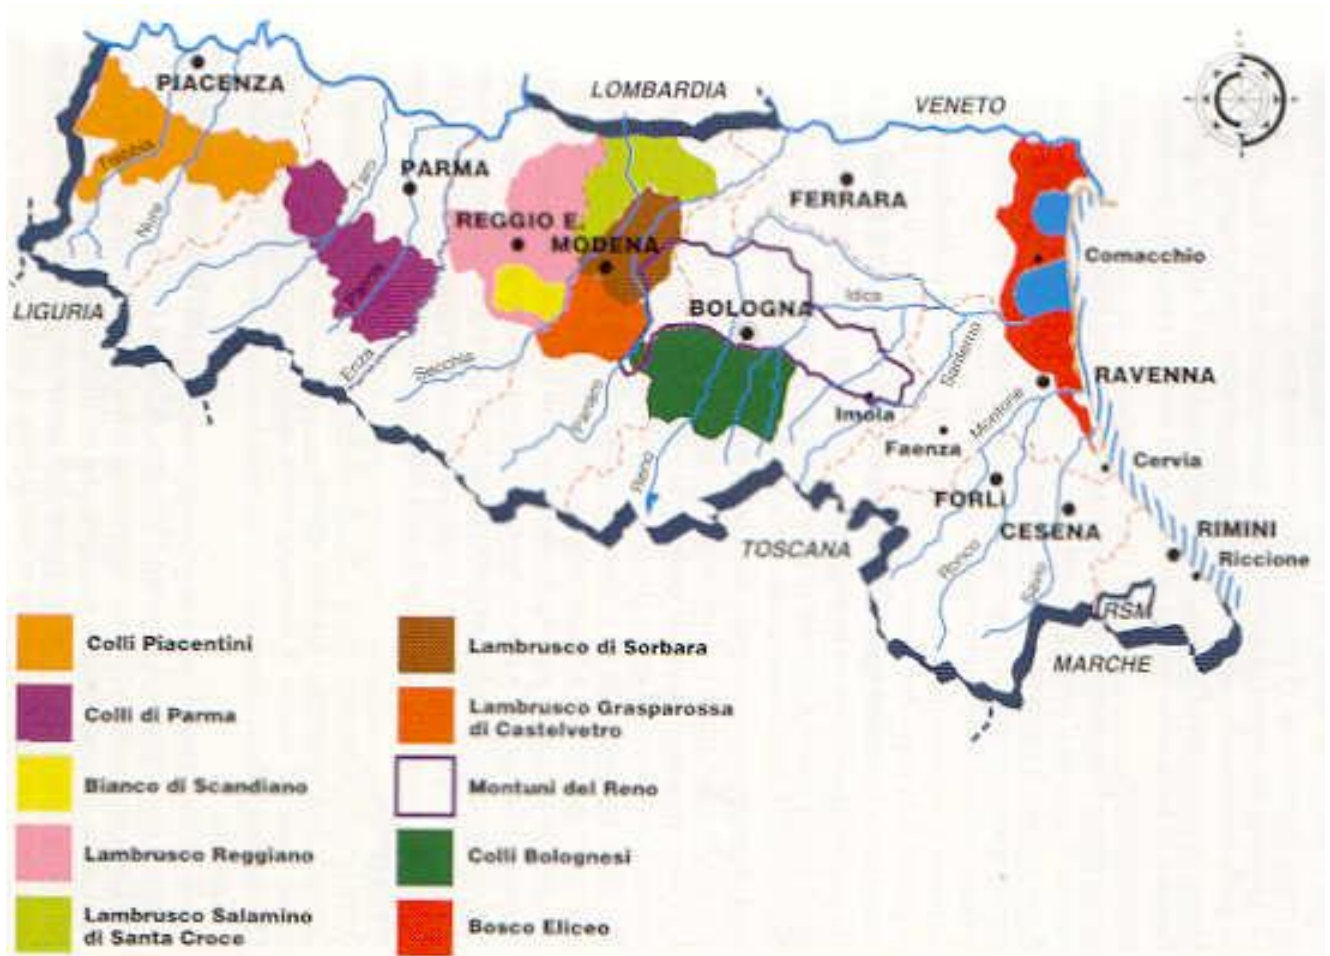 LOMBARDIA
VENETO
PIACENZA
PARMA
FERRARA
Trebbia
Nure
Taro
REGGIO E.
MODENA
Comacchio
LIGURIA
Parma
BOLOGNA
Idice
Enza
Secchia
Santerno
RAVENNA
Panaro
Imola
Montone
Faenza
Cervia
Reno
FORLì
CESENA
RIMINI
Riccione
TOSCANA
Ronco
Savio
RSM
MARCHE
Colli Piacentini
Colli di Parma
Bianco di Scandiano
Lambrusco Reggiano
Lambrusco Salamino
di Santa Croce
Lambrusco di Sorbara
Lambrusco Grasparossa
di Castelvetro
Montuni del Reno
Colli Bolognesi
Bosco Eliceo